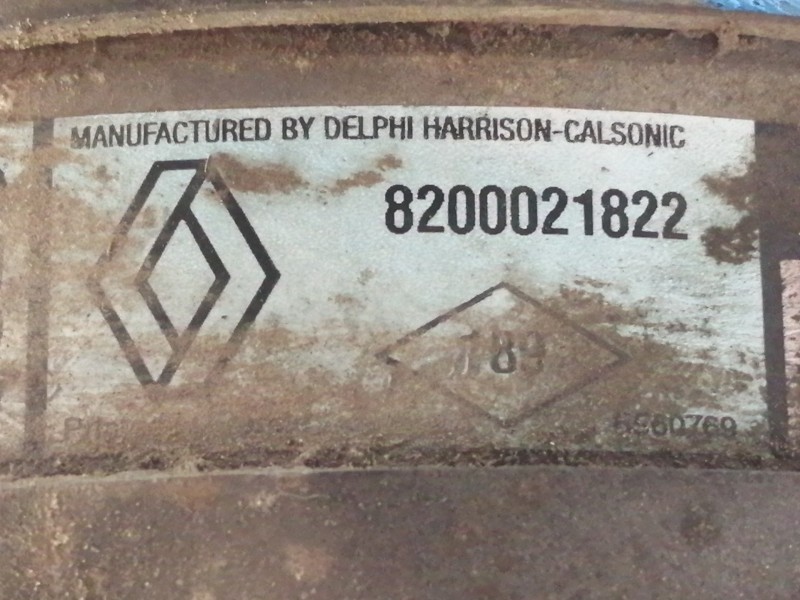 MANUFACTURED BY DELPHI HARRISON-CALSONIC
8200021822